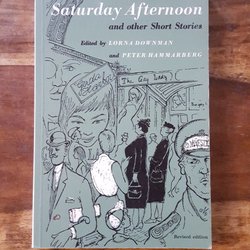 Saturday Afternoon
and other Short Stories
Edited by LORNA DOWNMAN
and PETER HAMMARBERG
The Gay Lady
Revised edition